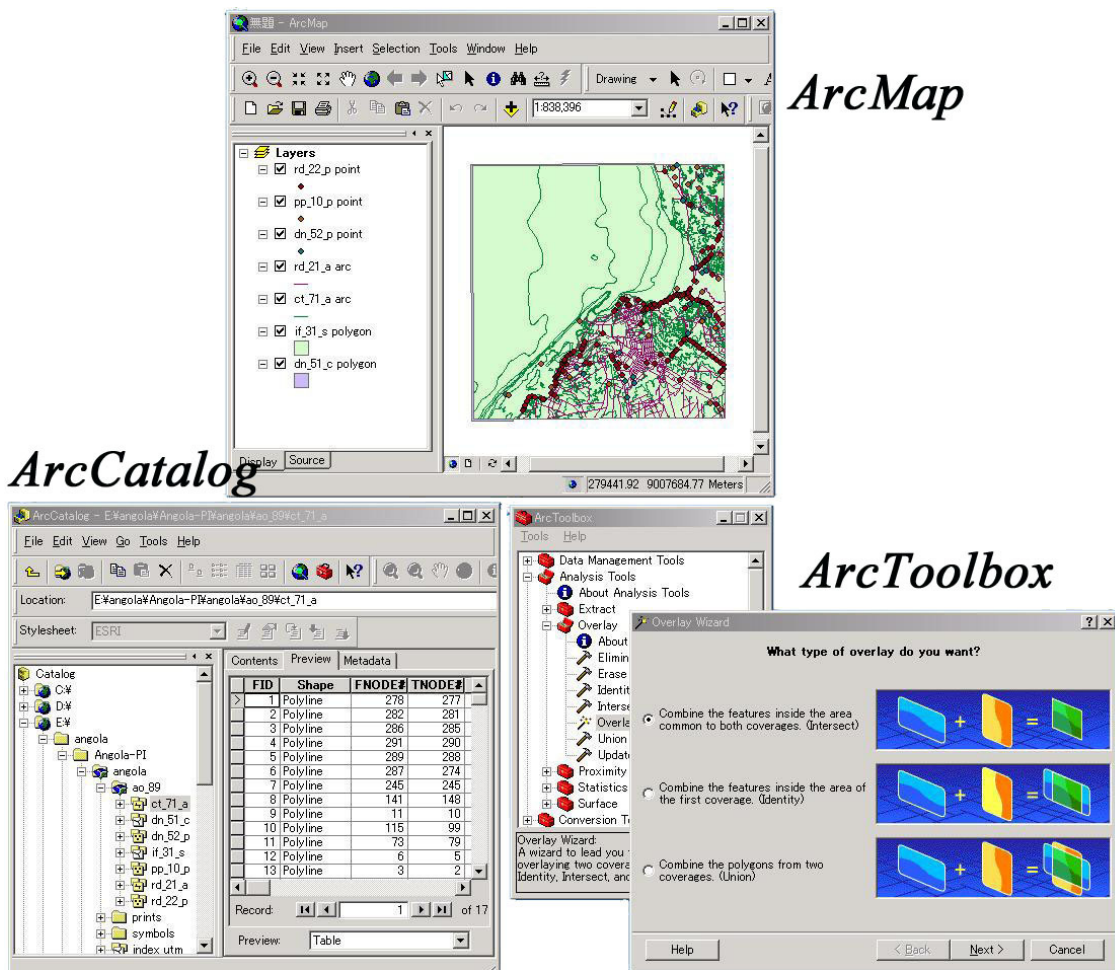 無題 - ArcMap
File Edit View Insert Selection Tools Window Help
Drawing
1:838,396
ArcMap
Layers
rd_22_p point
pp_10_p point
dn_52_p point
rd_21_a arc
ct_71_a arc
if_31_s polygon
dn_51_c polygon
Display Source
279441.92 9007684.77 Meters
ArcCatalog
ArcCatalog - E:¥angola¥Angola-PI¥angola¥ao_89¥ct_71_a
File Edit View Go Tools Help
Location: E:¥angola¥Angola-PI¥angola¥ao_89¥ct_71_a
Stylesheet: ESRI
Catalog
C:¥
D:¥
E:¥
angola
Angola-PI
angola
ao_89
ct_71_a
dn_51_c
dn_52_p
if_31_s
pp_10_p
rd_21_a
rd_22_p
prints
symbols
index utm
Contents Preview Metadata
FID Shape FNODE# TNODE#
1 Polyline 278 277
2 Polyline 282 281
3 Polyline 286 285
4 Polyline 291 290
5 Polyline 289 288
6 Polyline 287 274
7 Polyline 245 245
8 Polyline 141 148
9 Polyline 11 10
10 Polyline 115 99
11 Polyline 73 79
12 Polyline 6 5
13 Polyline 3 2
Record: 1 of 17
Preview: Table
ArcToolbox
Tools Help
Data Management Tools
Analysis Tools
About Analysis Tools
Extract
Overlay
About
Elimin
Erase
Identit
Interse
Overla
Union
Update
Proximity
Statistics
Surface
Conversion T
Overlay Wizard:
A wizard to lead you
overlaying two covera
Identity, Intersect, and
ArcToolbox
Overlay Wizard
What type of overlay do you want?
Combine the features inside the area
common to both coverages. (Intersect)
Combine the features inside the area of
the first coverage. (Identity)
Combine the polygons from two
coverages. (Union)
Help < Back Next > Cancel